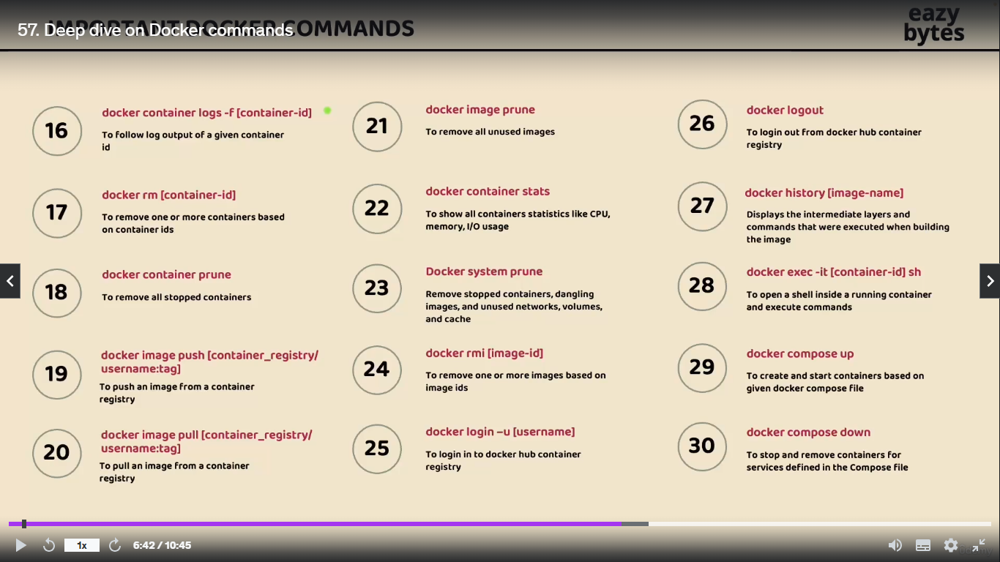 57. Deep dive on Docker commands
IMPORTANT DOCKER COMMANDS
eazy
bytes
16
docker container logs -f [container-id]
To follow log output of a given container
id
17
docker rm [container-id]
To remove one or more containers based
on container ids
18
docker container prune
To remove all stopped containers
19
docker image push [container_registry/
username:tag]
To push an image from a container
registry
20
docker image pull [container_registry/
username:tag]
To pull an image from a container
registry
21
docker image prune
To remove all unused images
22
docker container stats
To show all containers statistics like CPU,
memory, I/O usage
23
Docker system prune
Remove stopped containers, dangling
images, and unused networks, volumes,
and cache
24
docker rmi [image-id]
To remove one or more images based on
image ids
25
docker login –u [username]
To login in to docker hub container
registry
26
docker logout
To login out from docker hub container
registry
27
docker history [image-name]
Displays the intermediate layers and
commands that were executed when building
the image
28
docker exec -it [container-id] sh
To open a shell inside a running container
and execute commands
29
docker compose up
To create and start containers based on
given docker compose file
30
docker compose down
To stop and remove containers for
services defined in the Compose file
1x
6:42 / 10:45